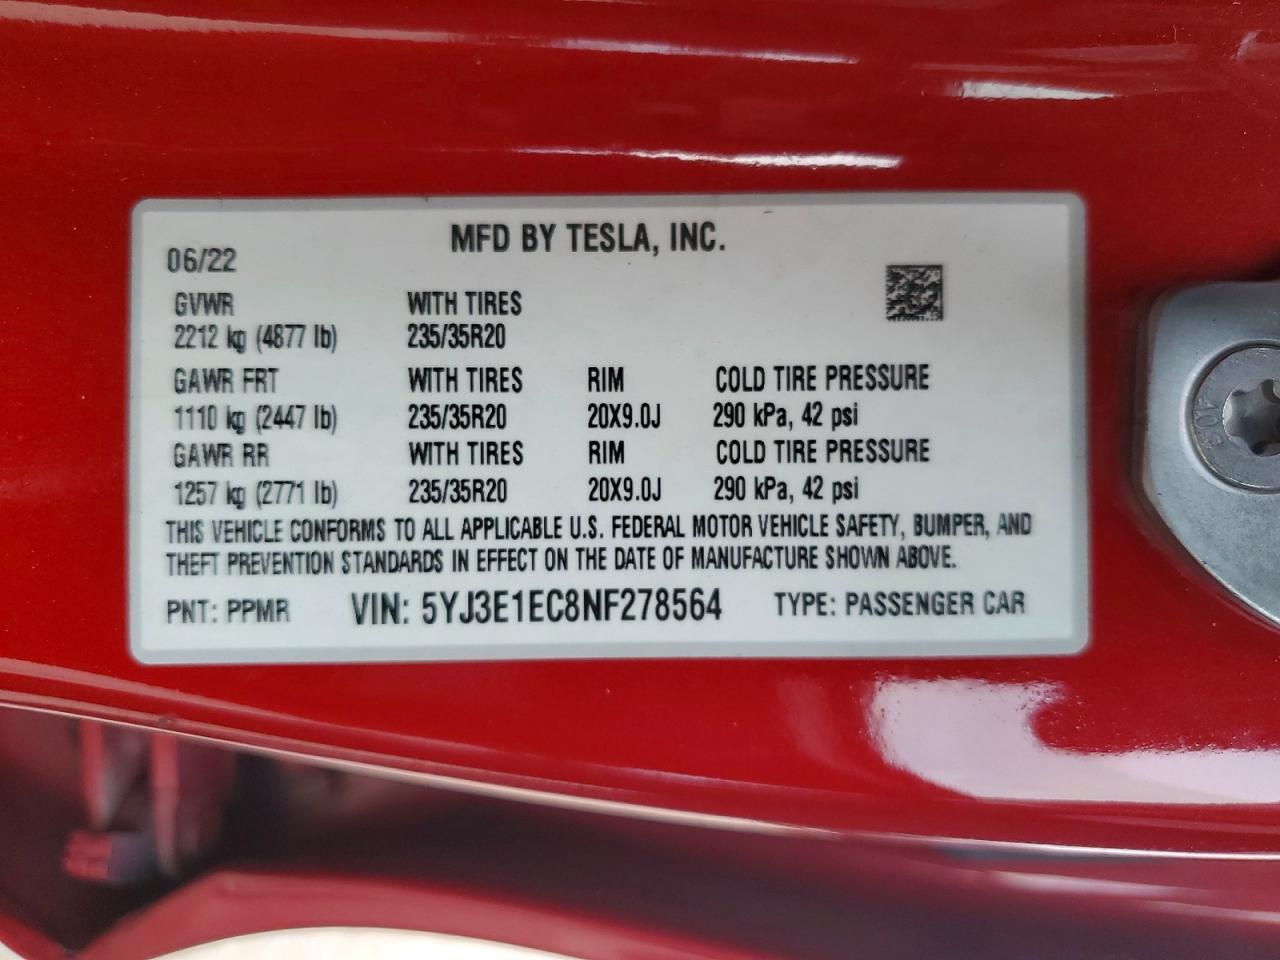 MFD BY TESLA, INC.
06/22
GVWR WITH TIRES
2212 kg (4877 lb) 235/35R20
GAWR FRT WITH TIRES RIM COLD TIRE PRESSURE
1110 kg (2447 lb) 235/35R20 20X9.0J 290 kPa, 42 psi
GAWR RR WITH TIRES RIM COLD TIRE PRESSURE
1257 kg (2771 lb) 235/35R20 20X9.0J 290 kPa, 42 psi
THIS VEHICLE CONFORMS TO ALL APPLICABLE U.S. FEDERAL MOTOR VEHICLE SAFETY, BUMPER, AND
THEFT PREVENTION STANDARDS IN EFFECT ON THE DATE OF MANUFACTURE SHOWN ABOVE.
PNT: PPMR VIN: 5YJ3E1EC8NF278564 TYPE: PASSENGER CAR